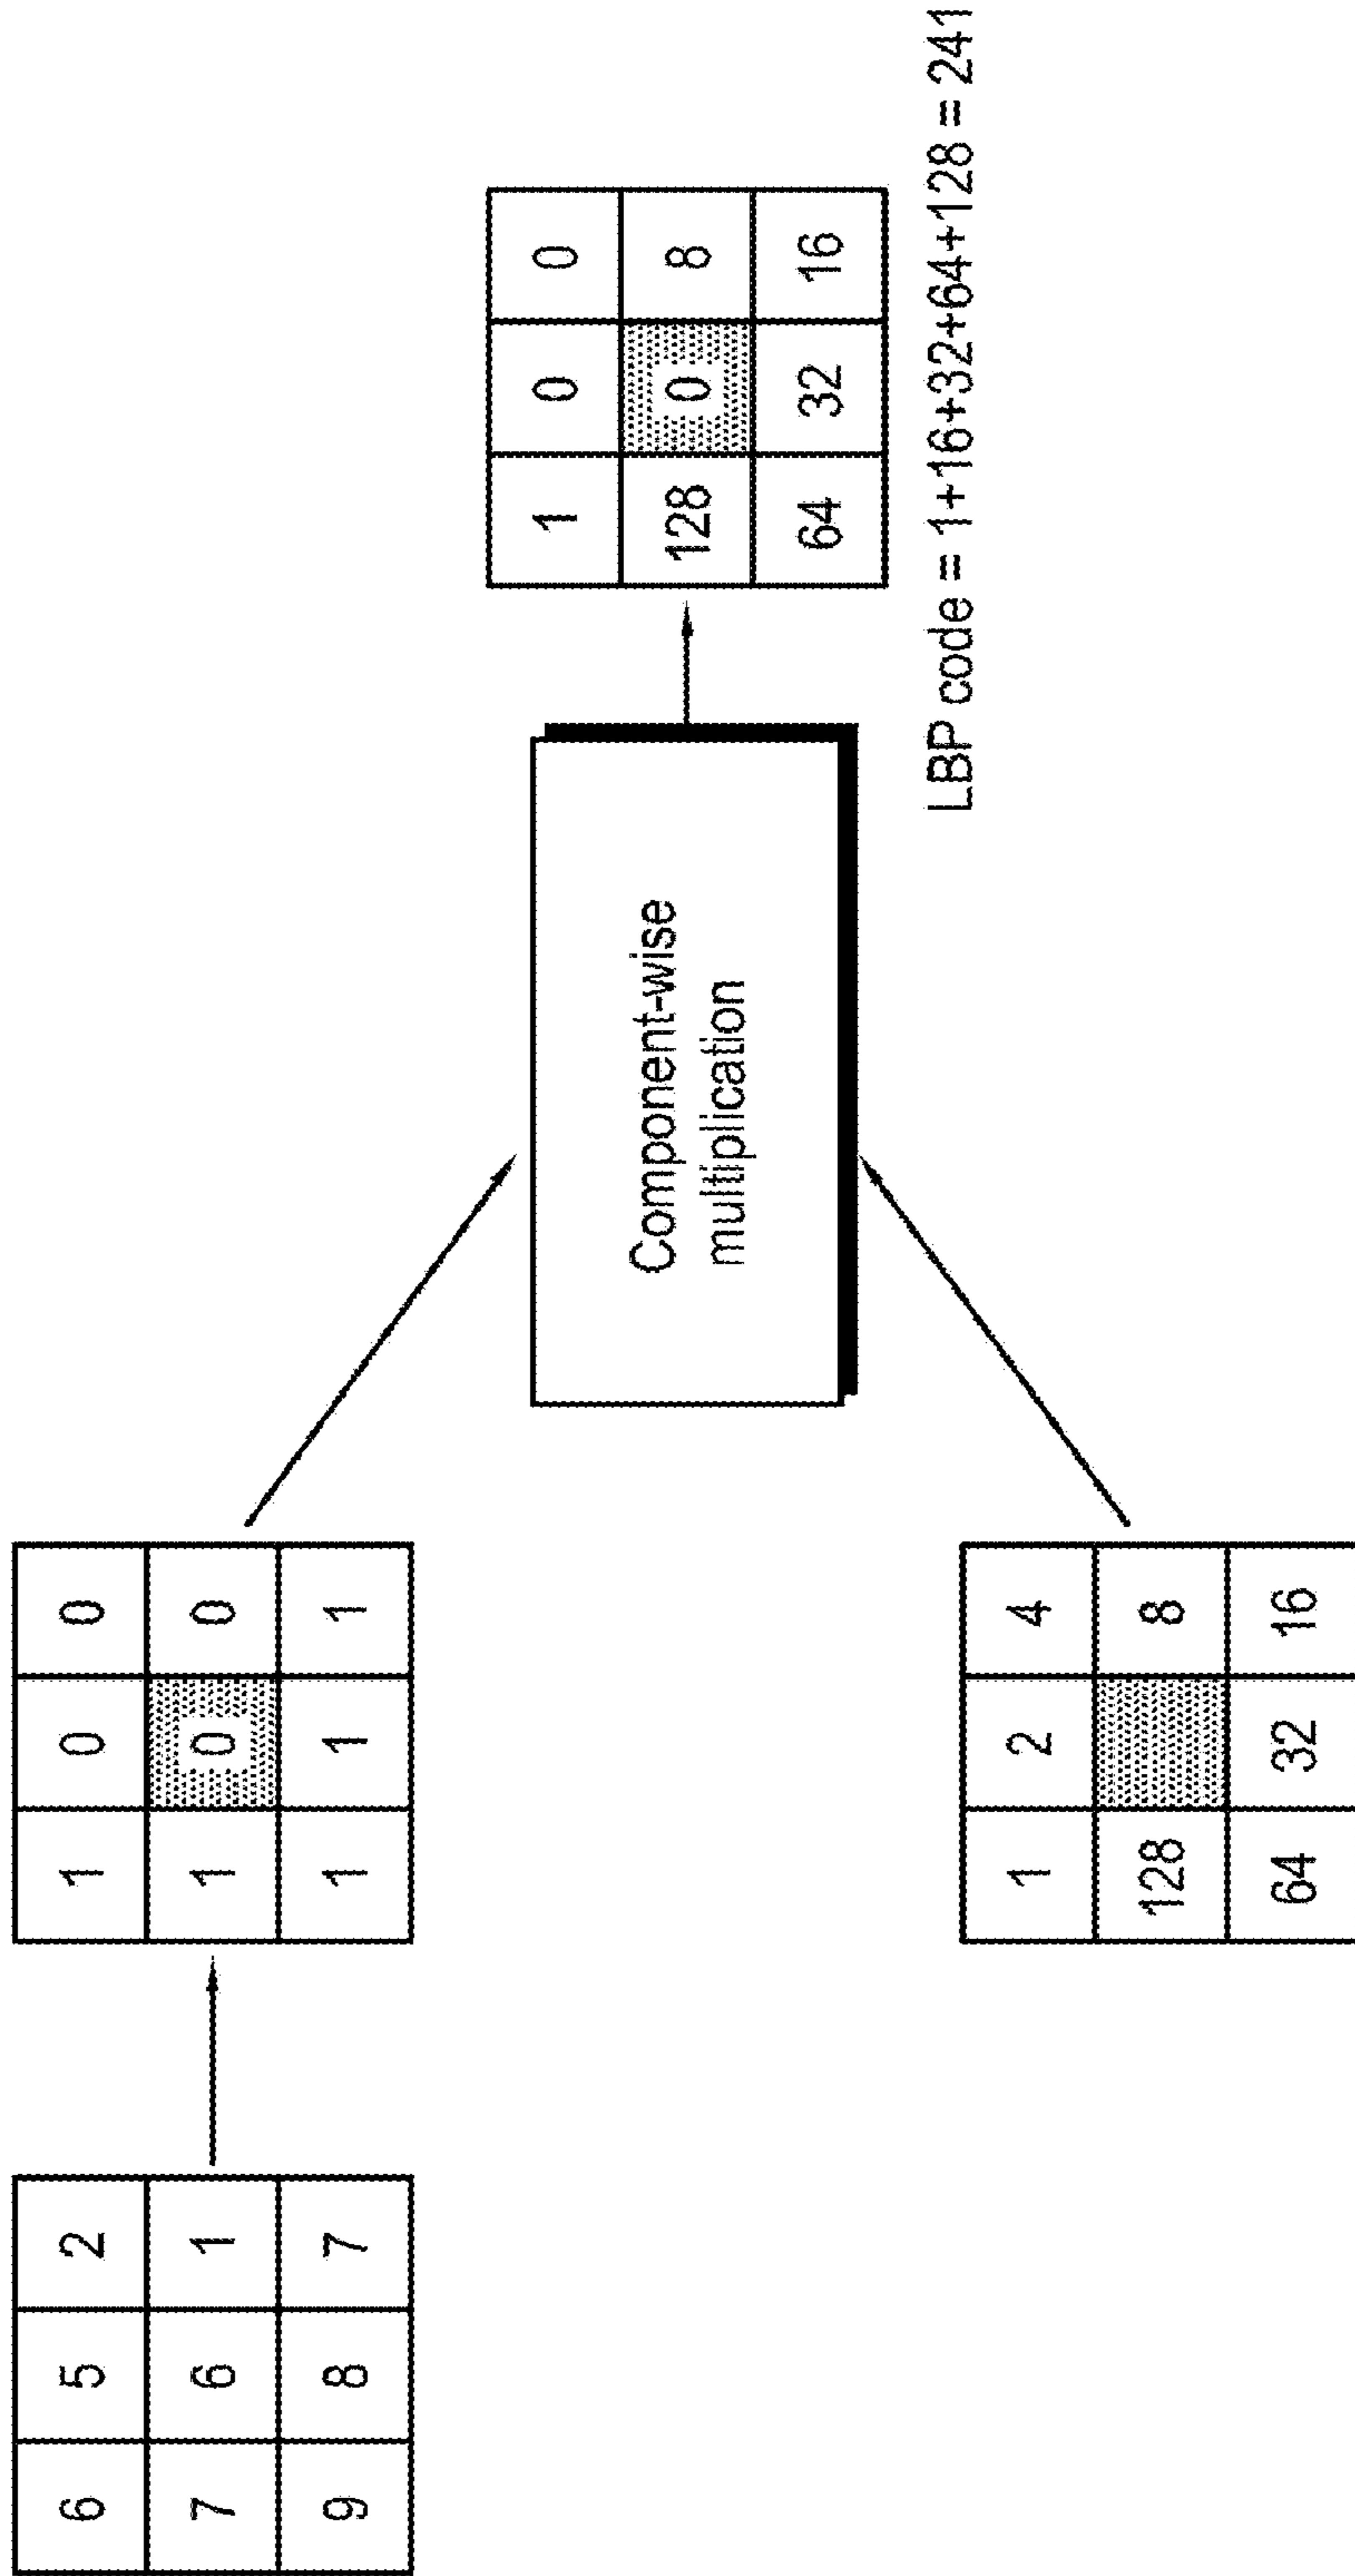 6 5 2
7 6 1
9 8 7
1 0 0
1 0 0
1 1 1
1 2 4
128 8
64 32 16
Component-wise
multiplication
1 0 0
128 0 8
64 32 16
LBP code = 1+16+32+64+128 = 241